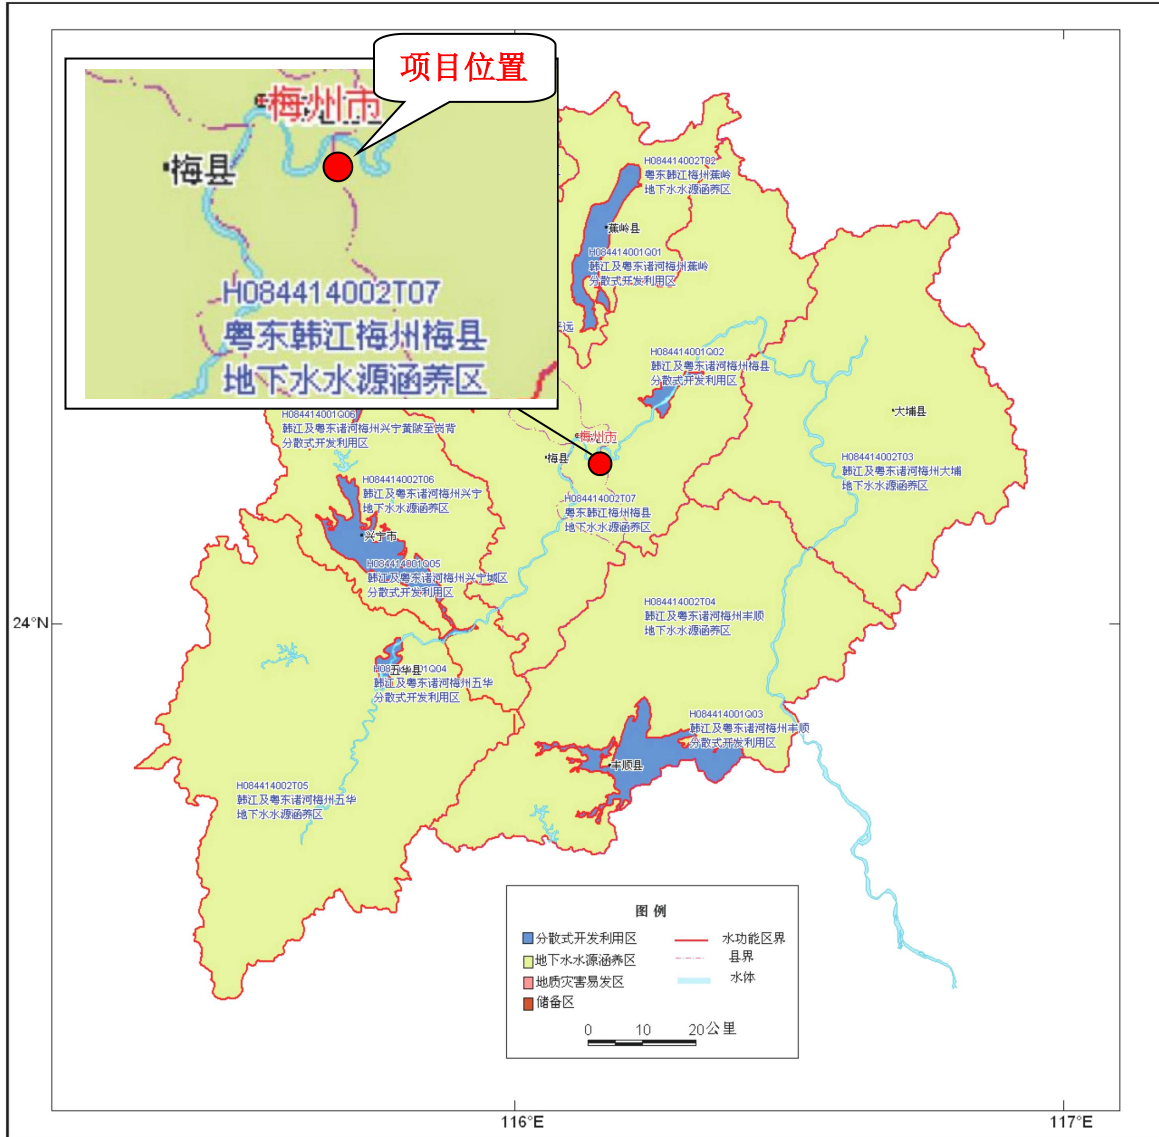 项目位置
梅州市
梅县
H084414002T07
粤东韩江梅州梅县
地下水水源涵养区
H084414002T02
粤东韩江梅州蕉岭
地下水水源涵养区
蕉岭县
H084414001Q01
韩江及粤东诸河梅州蕉岭
分散式开发利用区
远
H084414001Q02
韩江及粤东诸河梅州梅县
分散式开发利用区
大埔县
H084414001Q06
韩江及粤东诸河梅州兴宁黄陂至岗背
分散式开发利用区
梅州市
梅县
H084414002T03
韩江及粤东诸河梅州大埔
地下水水源涵养区
H084414002T06
韩江及粤东诸河梅州兴宁
地下水水源涵养区
H084414002T07
粤东韩江梅州梅县
地下水水源涵养区
兴宁市
H084414001Q05
韩江及粤东诸河梅州兴宁城区
分散式开发利用区
H084414002T04
韩江及粤东诸河梅州丰顺
地下水水源涵养区
24°N
H084414001Q04
五华县
韩江及粤东诸河梅州五华
分散式开发利用区
H084414001Q03
韩江及粤东诸河梅州丰顺
分散式开发利用区
丰顺县
H084414002T05
韩江及粤东诸河梅州五华
地下水水源涵养区
图 例
分散式开发利用区
水功能区界
地下水水源涵养区
县界
地质灾害易发区
水体
储备区
0 10 20公里
116°E
117°E